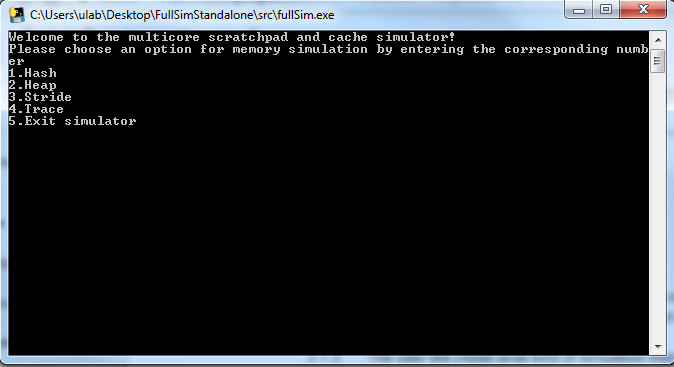 C:\Users\ulab\Desktop\FullSimStandalone\src\fullSim.exe
Welcome to the multicore scratchpad and cache simulator!
Please choose an option for memory simulation by entering the corresponding numb
er
1.Hash
2.Heap
3.Stride
4.Trace
5.Exit simulator